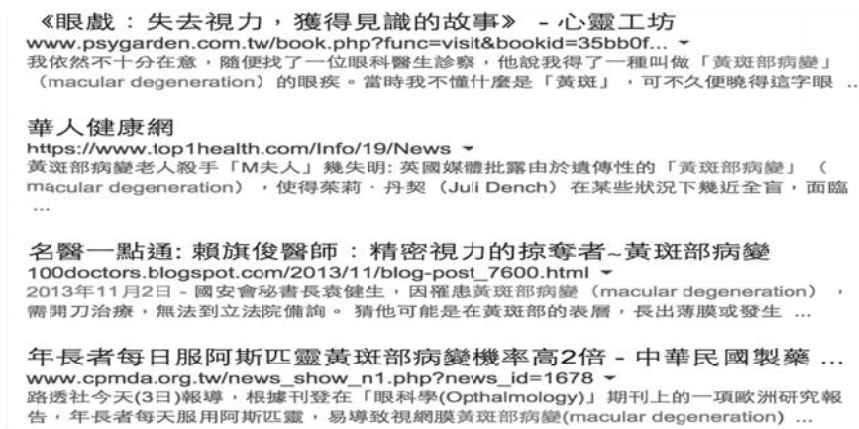 《眼戲：失去視力，獲得見識的故事》 - 心靈工坊
www.psygarden.com.tw/book.php?func=visit&bookid=35bb0f...
我依然不十分在意，隨便找了一位眼科醫生診察，他說我得了一種叫做「黃斑部病變」
（macular degeneration）的眼疾。當時我不懂什麼是「黃斑」，可不久便曉得這字眼 ...
華人健康網
https://www.top1health.com/Info/19/News
黃斑部病變老人殺手「M夫人」幾失明: 英國媒體批露由於遺傳性的「黃斑部病變」（
macular degeneration），使得茱莉．丹契（Juli Dench）在某些狀況下幾近全盲，面臨
...
名醫一點通: 賴旗俊醫師：精密視力的掠奪者~黃斑部病變
100doctors.blogspot.com/2013/11/blog-post_7600.html
2013年11月2日 - 國安會秘書長袁健生，因罹患黃斑部病變（macular degeneration），
需開刀治療，無法到立法院備詢。 猜他可能是在黃斑部的表層，長出薄膜或發生 ...
年長者每日服阿斯匹靈黃斑部病變機率高2倍 - 中華民國製藥 ...
www.cpmda.org.tw/news_show_n1.php?news_id=1678
路透社今天(3日)報導，根據刊登在「眼科學(Opthalmology)」期刊上的一項歐洲研究報
告，年長者每天服用阿斯匹靈，易導致視網膜黃斑部病變(macular degeneration) ...